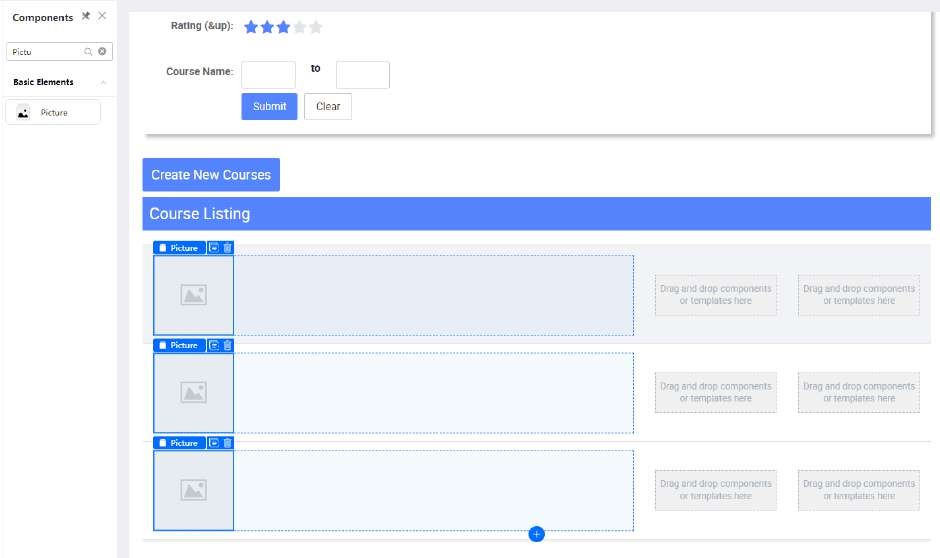 Components
Pictu
Basic Elements
Picture
Rating (&up):
Course Name:
to
Submit Clear
Create New Courses
Course Listing
Picture
Drag and drop components
or templates here
Drag and drop components
or templates here
Picture
Drag and drop components
or templates here
Drag and drop components
or templates here
Picture
Drag and drop components
or templates here
Drag and drop components
or templates here